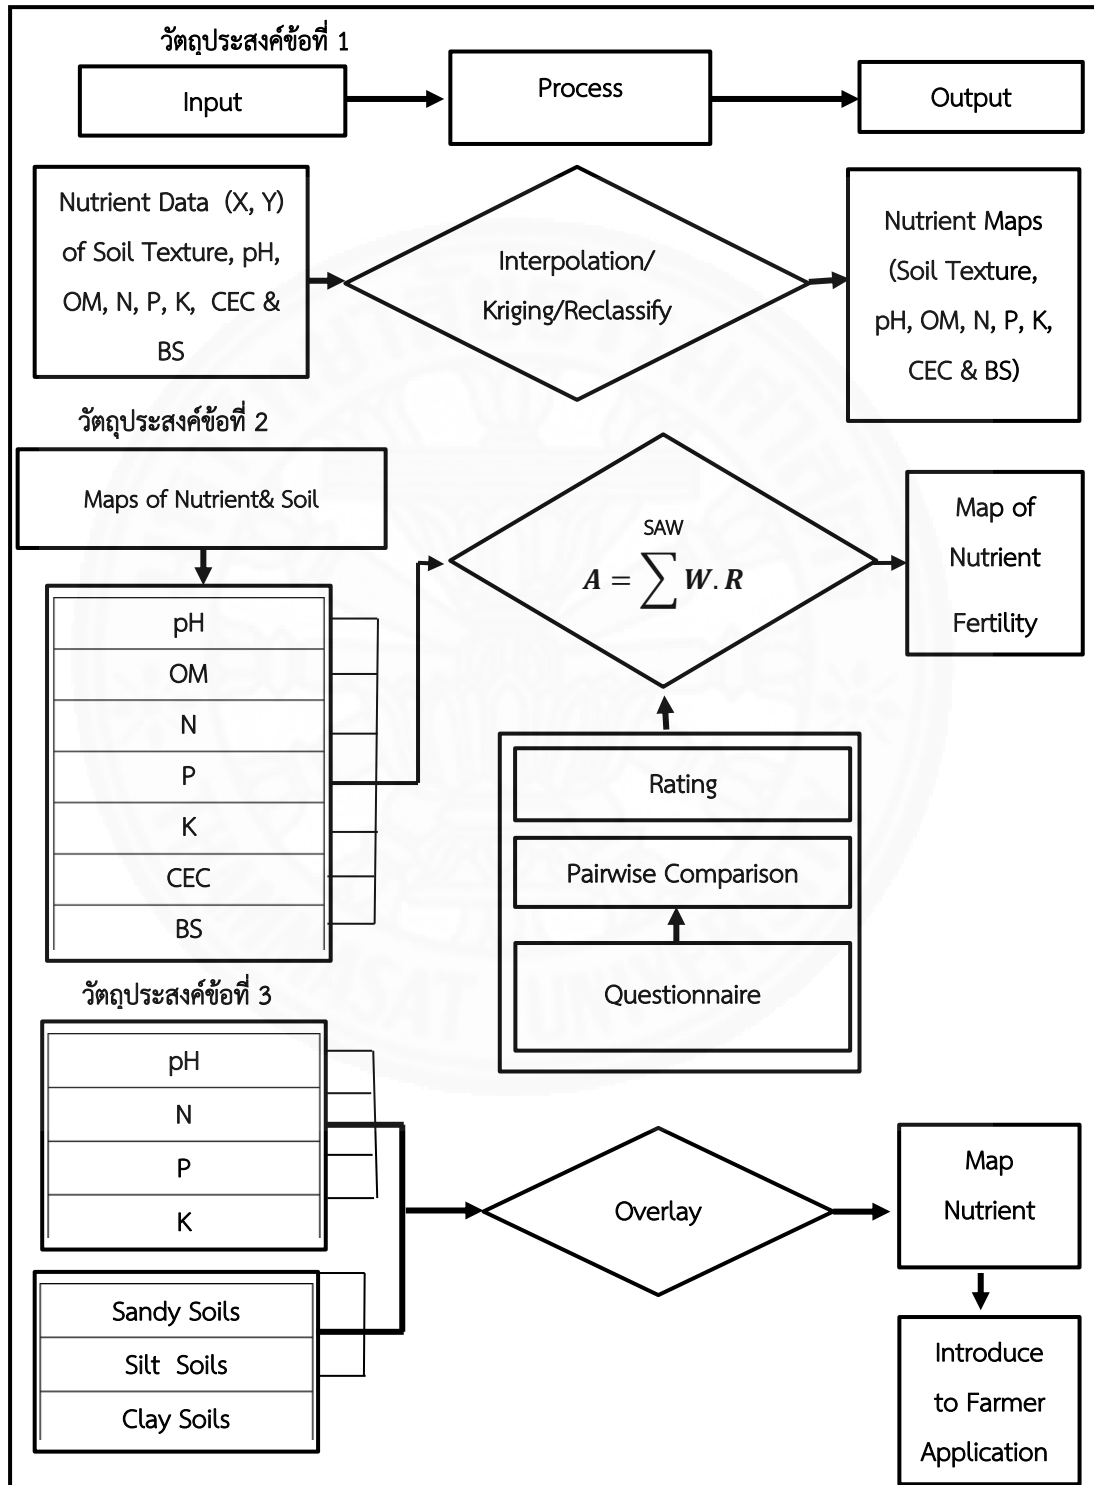 วัตถุประสงค์ข้อที่ 1
Input
Process
Output
Nutrient Data (X, Y)
of Soil Texture, pH,
OM, N, P, K, CEC &
BS
Interpolation/
Kriging/Reclassify
Nutrient Maps
(Soil Texture,
pH, OM, N, P, K,
CEC & BS)
วัตถุประสงค์ข้อที่ 2
Maps of Nutrient& Soil
pH
OM
N
P
K
CEC
BS
SAW
A = ∑ W. R
Map of
Nutrient
Fertility
Rating
Pairwise Comparison
Questionnaire
วัตถุประสงค์ข้อที่ 3
pH
N
P
K
Sandy Soils
Silt Soils
Clay Soils
Overlay
Map
Nutrient
Introduce
to Farmer
Application
THAMMASAT UNIVERSITY